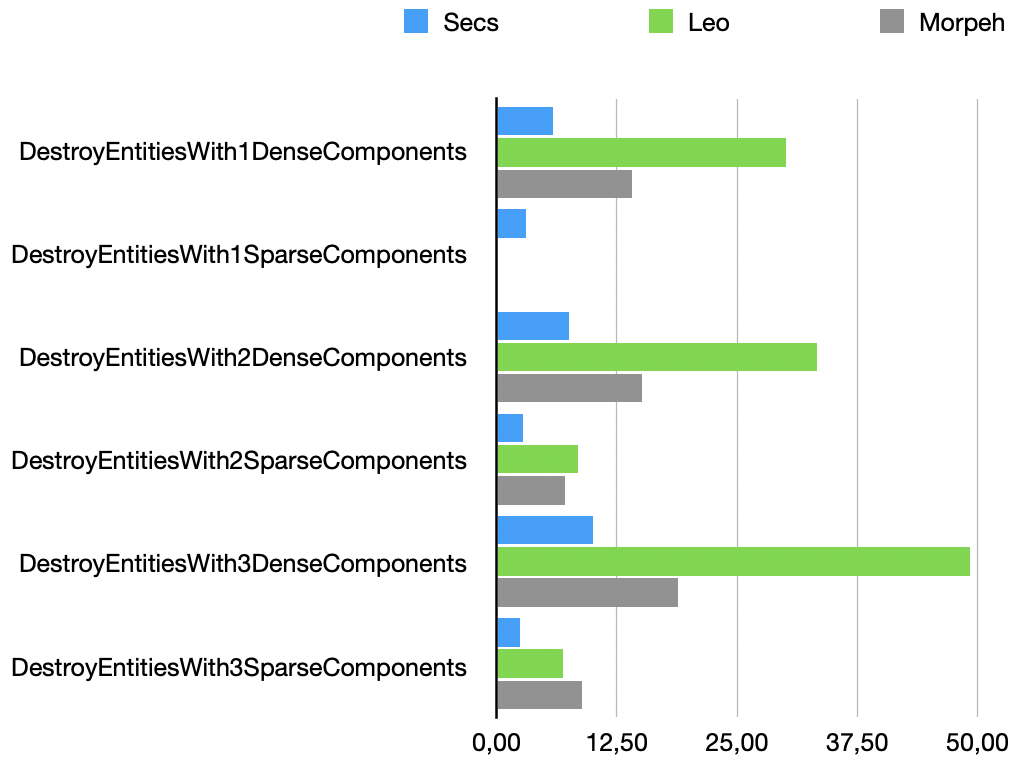 Secs Leo Morpeh
DestroyEntitiesWith1DenseComponents
DestroyEntitiesWith1SparseComponents
DestroyEntitiesWith2DenseComponents
DestroyEntitiesWith2SparseComponents
DestroyEntitiesWith3DenseComponents
DestroyEntitiesWith3SparseComponents
0,00 12,50 25,00 37,50 50,00